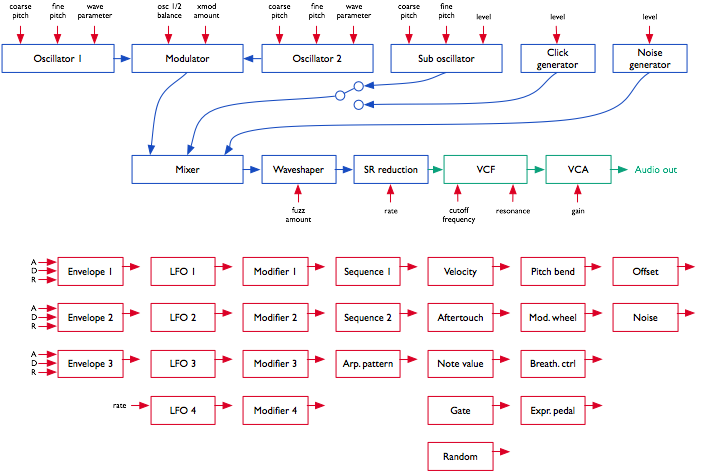 coarse pitch
fine pitch
wave parameter
osc 1/2 balance
xmod amount
coarse pitch
fine pitch
wave parameter
coarse pitch
fine pitch
level
level
level
Oscillator 1
Modulator
Oscillator 2
Sub oscillator
Click generator
Noise generator
Mixer
Waveshaper
SR reduction
VCF
VCA
Audio out
fuzz amount
rate
cutoff frequency
resonance
gain
A
D
R
Envelope 1
LFO 1
Modifier 1
Sequence 1
Velocity
Pitch bend
Offset
A
D
R
Envelope 2
LFO 2
Modifier 2
Sequence 2
Aftertouch
Mod. wheel
Noise
A
D
R
Envelope 3
LFO 3
Modifier 3
Arp. pattern
Note value
Breath. ctrl
rate
LFO 4
Modifier 4
Gate
Expr. pedal
Random